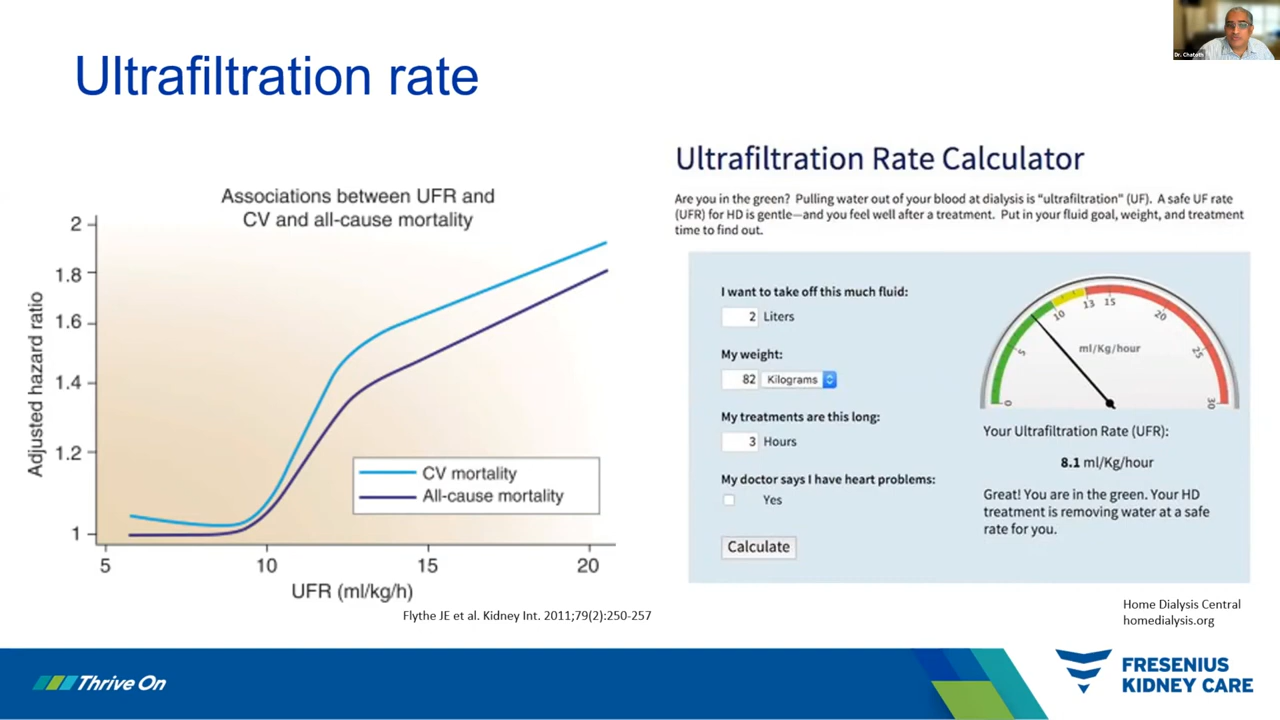 Ultrafiltration rate
Dr. Chatoth
Associations between UFR and
CV and all-cause mortality
Adjusted hazard ratio
2
1.8
1.6
1.4
1.2
1
5
10
15
20
UFR (ml/kg/h)
CV mortality
All-cause mortality
Flythe JE et al. Kidney Int. 2011;79(2):250-257
Ultrafiltration Rate Calculator
Are you in the green? Pulling water out of your blood at dialysis is "ultrafiltration" (UF). A safe UF rate
(UFR) for HD is gentle—and you feel well after a treatment. Put in your fluid goal, weight, and treatment
time to find out.
I want to take off this much fluid:
2 Liters
My weight:
82 Kilograms
My treatments are this long:
3 Hours
My doctor says I have heart problems:
Yes
Calculate
0
5
10
13
15
20
25
30
ml/Kg/hour
Your Ultrafiltration Rate (UFR):
8.1 ml/Kg/hour
Great! You are in the green. Your HD
treatment is removing water at a safe
rate for you.
Home Dialysis Central
homedialysis.org
Thrive On
FRESENIUS
KIDNEY CARE